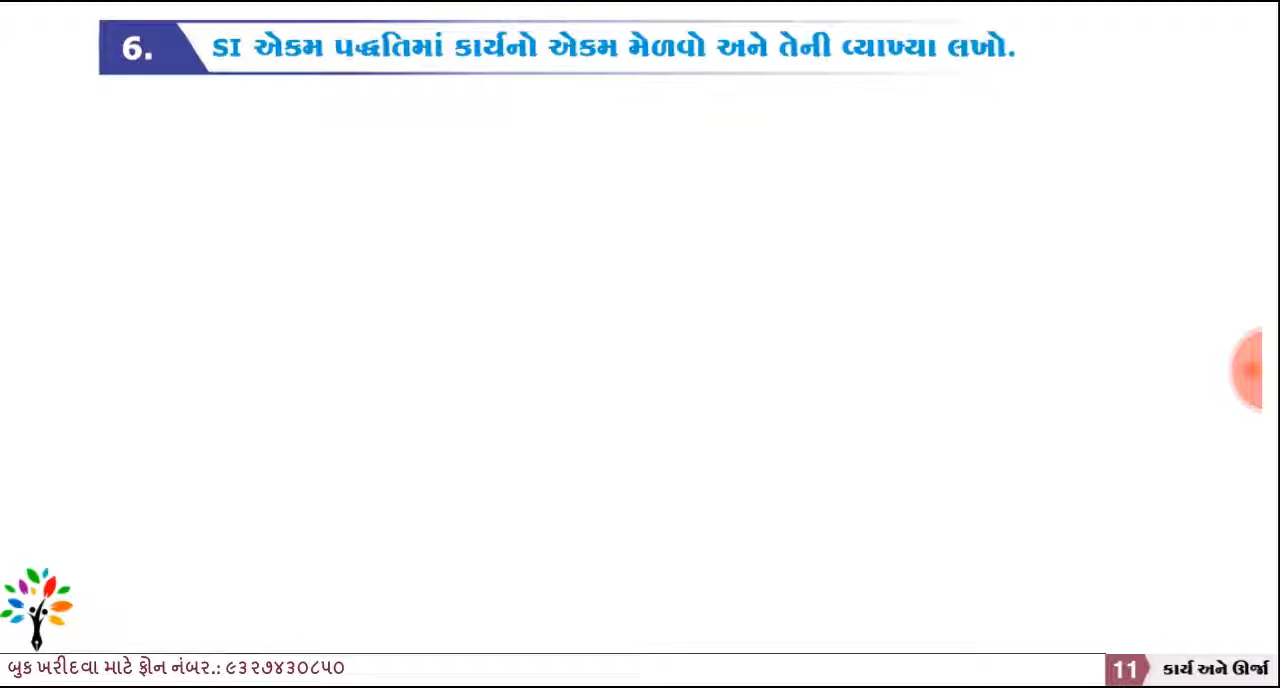 6. SI એકમ પદ્ધતિમાં કાર્યનો એકમ મેળવો અને તેની વ્યાખ્યા લખો.
બુક ખરીદવા માટે ફોન નંબર.: ૯૩૨૭૪૩૦૮૫૦
11 કાર્ય અને ઊર્જા